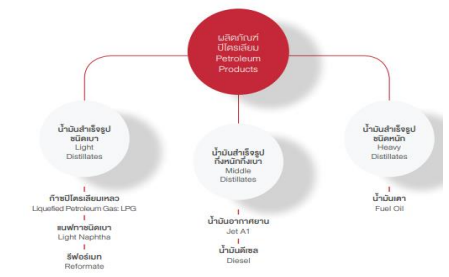 ผลิตภัณฑ์
ปิโตรเลียม
Petroleum
Products
น้ำมันสำเร็จรูป
ชนิดเบา
Light
Distillates
ก๊าซปิโตรเลียมเหลว
Liquefied Petroleum Gas: LPG
แนฟทาชนิดเบา
Light Naphtha
รีฟอร์เมท
Reformate
น้ำมันสำเร็จรูป
กึ่งหนักกึ่งเบา
Middle
Distillates
น้ำมันอากาศยาน
Jet A1
น้ำมันดีเซล
Diesel
น้ำมันสำเร็จรูป
ชนิดหนัก
Heavy
Distillates
น้ำมันเตา
Fuel Oil